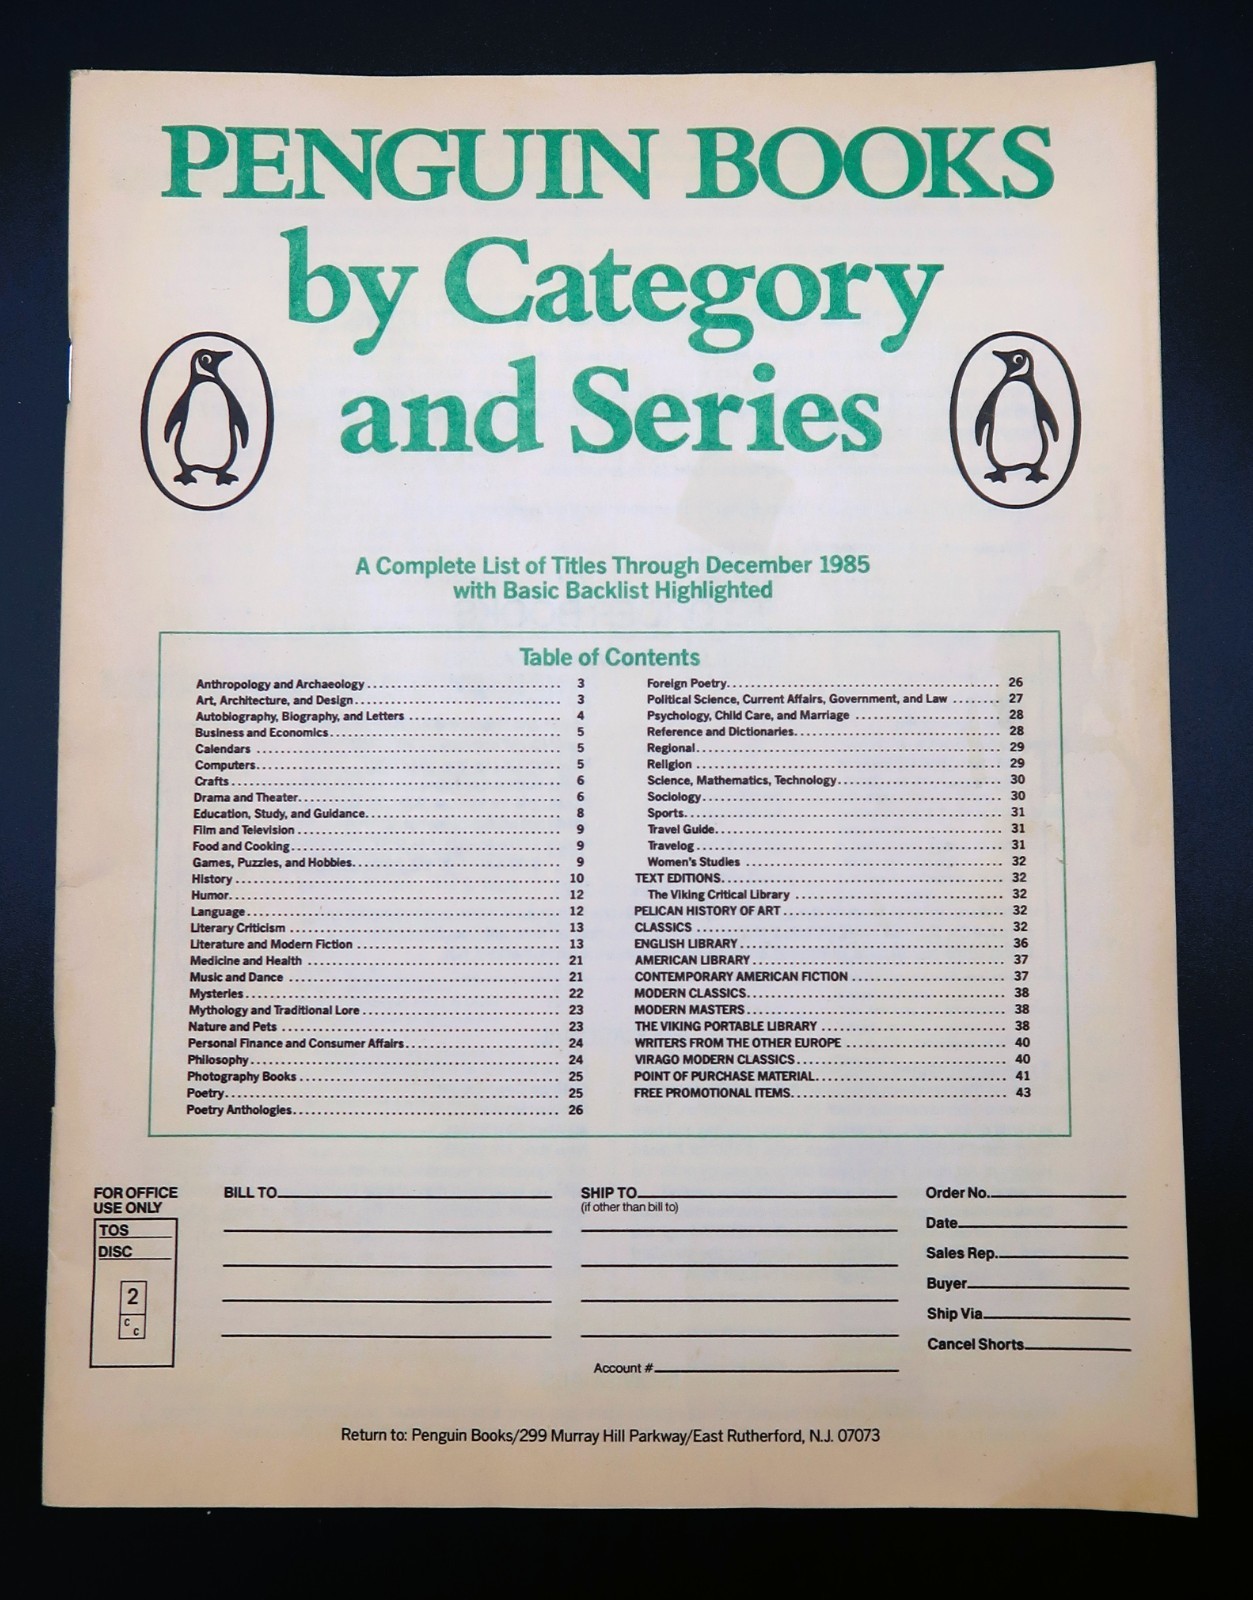 PENGUIN BOOKS
by Category
and Series
A Complete List of Titles Through December 1985
with Basic Backlist Highlighted
Table of Contents
Anthropology and Archaeology 3
Art, Architecture, and Design 3
Autobiography, Biography, and Letters 4
Business and Economics 5
Calendars 5
Computers 5
Crafts 6
Drama and Theater 6
Education, Study, and Guidance 8
Film and Television 9
Food and Cooking 9
Games, Puzzles, and Hobbies 9
History 10
Humor 12
Language 12
Literary Criticism 13
Literature and Modern Fiction 13
Medicine and Health 21
Music and Dance 21
Mysteries 22
Mythology and Traditional Lore 23
Nature and Pets 23
Personal Finance and Consumer Affairs 24
Philosophy 24
Photography Books 25
Poetry 25
Poetry Anthologies 26
Foreign Poetry 26
Political Science, Current Affairs, Government, and Law 27
Psychology, Child Care, and Marriage 28
Reference and Dictionaries 28
Regional 29
Religion 29
Science, Mathematics, Technology 30
Sociology 30
Sports 31
Travel Guide 31
Travelog 31
Women's Studies 32
TEXT EDITIONS 32
The Viking Critical Library 32
PELICAN HISTORY OF ART 32
CLASSICS 32
ENGLISH LIBRARY 36
AMERICAN LIBRARY 37
CONTEMPORARY AMERICAN FICTION 37
MODERN CLASSICS 38
MODERN MASTERS 38
THE VIKING PORTABLE LIBRARY 38
WRITERS FROM THE OTHER EUROPE 40
VIRAGO MODERN CLASSICS 40
POINT OF PURCHASE MATERIAL 41
FREE PROMOTIONAL ITEMS 43
FOR OFFICE
USE ONLY
TOS
DISC
2
c
c
BILL TO
SHIP TO
(if other than bill to)
Account #
Order No.
Date
Sales Rep.
Buyer
Ship Via
Cancel Shorts
Return to: Penguin Books/299 Murray Hill Parkway/East Rutherford, N.J. 07073